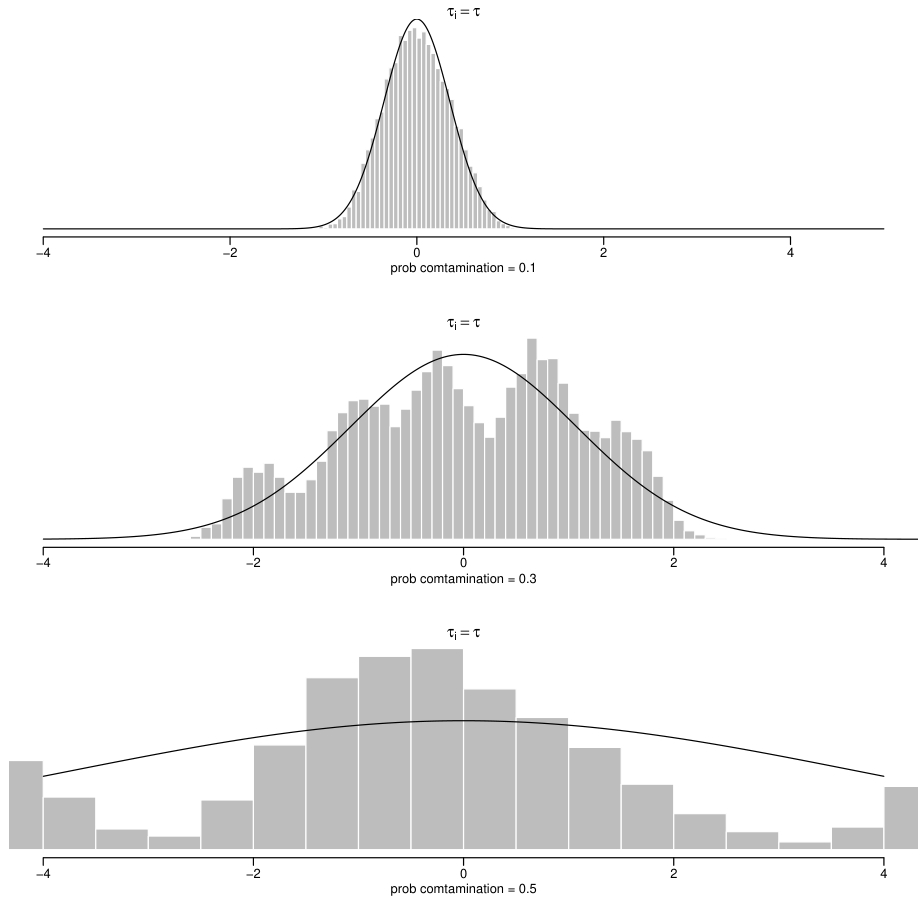 τi = τ
−4 −2 0 2 4
prob comtamination = 0.1
τi = τ
−4 −2 0 2 4
prob comtamination = 0.3
τi = τ
−4 −2 0 2 4
prob comtamination = 0.5